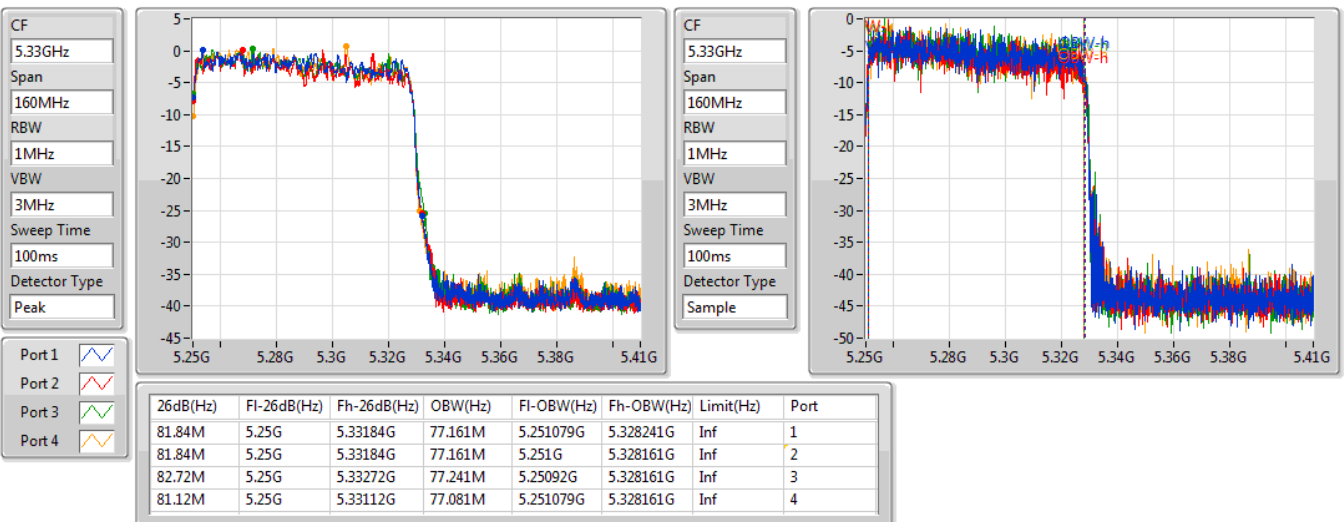 CF
5.33GHz
Span
160MHz
RBW
1MHz
VBW
3MHz
Sweep Time
100ms
Detector Type
Peak
5
0
-5
-10
-15
-20
-25
-30
-35
-40
-45
5.25G 5.28G 5.3G 5.32G 5.34G 5.36G 5.38G 5.41G
CF
5.33GHz
Span
160MHz
RBW
1MHz
VBW
3MHz
Sweep Time
100ms
Detector Type
Sample
0
-5
-10
-15
-20
-25
-30
-35
-40
-45
-50
OBW-h
OBW-h
5.25G 5.28G 5.3G 5.32G 5.34G 5.36G 5.38G 5.41G
Port 1
Port 2
Port 3
Port 4
26dB(Hz) Fl-26dB(Hz) Fh-26dB(Hz) OBW(Hz) Fl-OBW(Hz) Fh-OBW(Hz) Limit(Hz) Port
81.84M 5.25G 5.33184G 77.161M 5.251079G 5.328241G Inf 1
81.84M 5.25G 5.33184G 77.161M 5.251G 5.328161G Inf 2
82.72M 5.25G 5.33272G 77.241M 5.25092G 5.328161G Inf 3
81.12M 5.25G 5.33112G 77.081M 5.251079G 5.328161G Inf 4